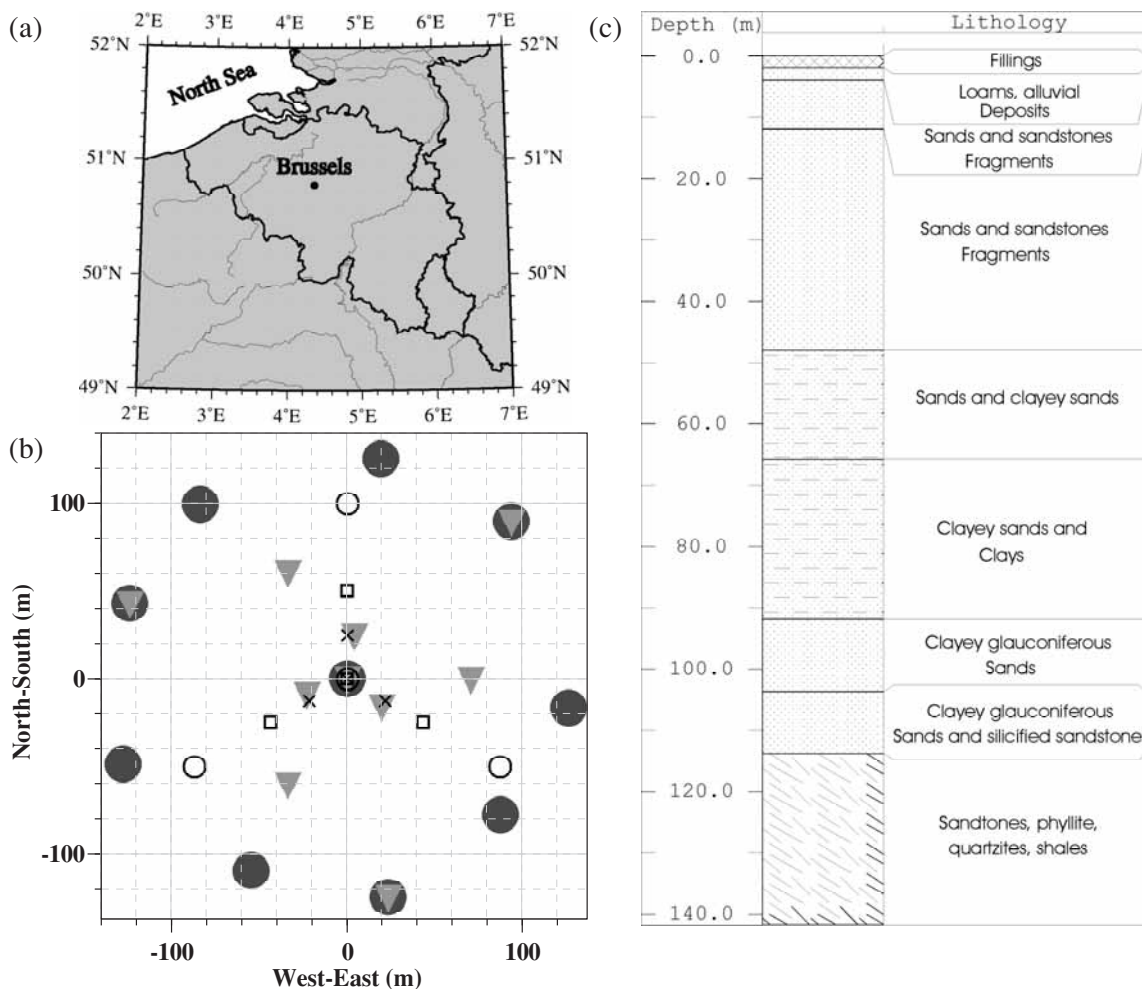 (a)
2˚E 3˚E 4˚E 5˚E 6˚E 7˚E
52˚N 52˚N
North Sea
51˚N 51˚N
Brussels
50˚N 50˚N
49˚N 49˚N
2˚E 3˚E 4˚E 5˚E 6˚E 7˚E
(b)
100
0
-100
North-South (m)
-100 0 100
West-East (m)
(c)
Depth (m) Lithology
0.0
Fillings
Loams, alluvial
Deposits
Sands and sandstones
Fragments
20.0
Sands and sandstones
Fragments
40.0
Sands and clayey sands
60.0
Clayey sands and
Clays
80.0
Clayey glauconiferous
Sands
100.0
Clayey glauconiferous
Sands and silicified sandstone
120.0
Sandtones, phyllite,
quartzites, shales
140.0